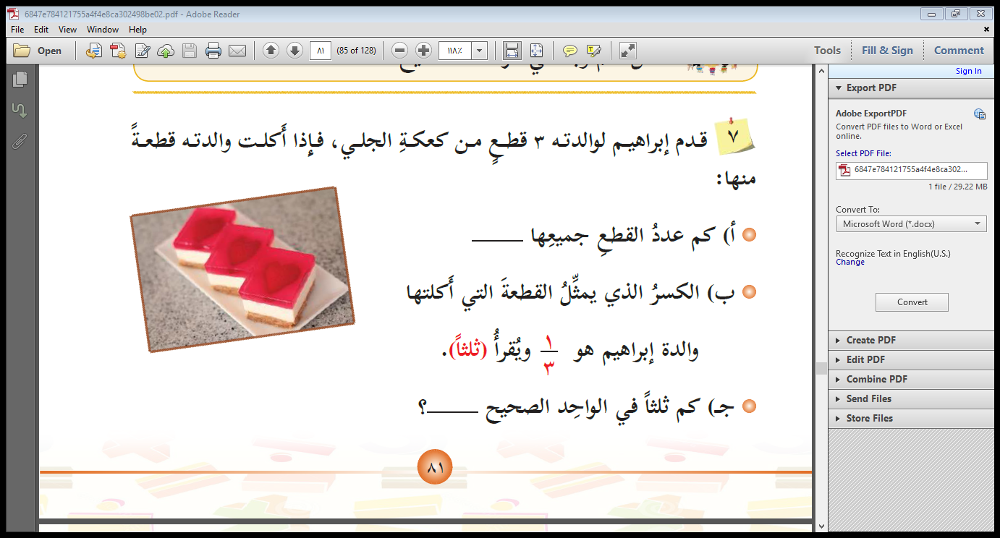 6847e784121755a4f4e8ca302498be02.pdf - Adobe Reader
File Edit View Window Help
Open ٨١ (85 of 128) ١١٨٪ Tools Fill & Sign Comment
٧ قدم إبراهيم لوالدته ٣ قطعٍ من كعكةِ الجلي، فإِذا أَكلت والدته قطعةً
منها:
أ) كم عددُ القطعِ جميعِها ____
ب) الكسرُ الذي يمثِّلُ القطعةَ التي أَكلتها
والدة إبراهيم هو ١/٣ ويُقرأُ (ثلثاً).
جـ) كم ثلثاً في الواحِد الصحيح ____؟
٨١
Sign In
Export PDF
Adobe ExportPDF
Convert PDF files to Word or Excel
online.
Select PDF File:
6847e784121755a4f4e8ca302...
1 file / 29.22 MB
Convert To:
Microsoft Word (*.docx)
Recognize Text in English(U.S.)
Change
Convert
Create PDF
Edit PDF
Combine PDF
Send Files
Store Files